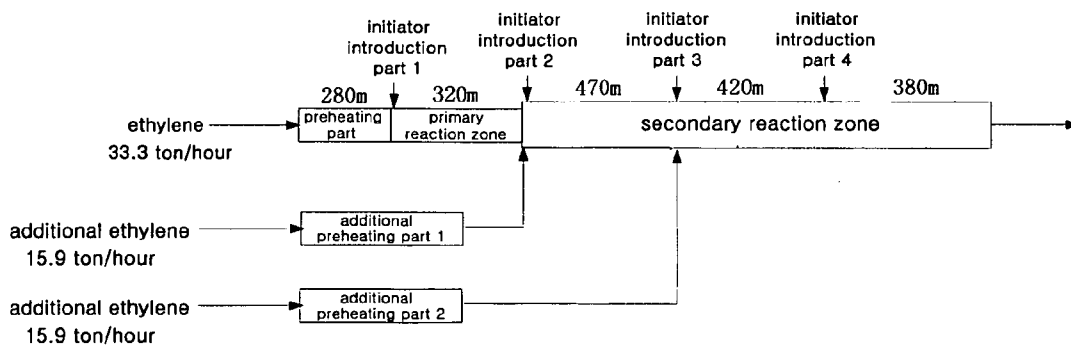 initiator
introduction
part 1
initiator
introduction
part 2
initiator
introduction
part 3
initiator
introduction
part 4
280m
320m
470m
420m
380m
ethylene
33.3 ton/hour
preheating
part
primary
reaction zone
secondary reaction zone
additional ethylene
15.9 ton/hour
additional
preheating part 1
additional ethylene
15.9 ton/hour
additional
preheating part 2